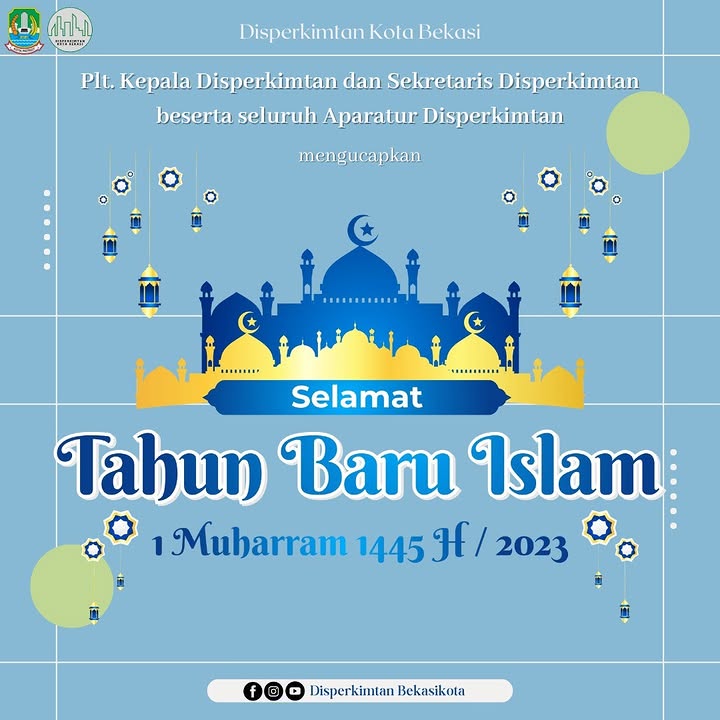 Disperkimtan Kota Bekasi
Plt. Kepala Disperkimtan dan Sekretaris Disperkimtan
beserta seluruh Aparatur Disperkimtan
mengucapkan
Selamat
Tahun Baru Islam
1 Muharram 1445 H / 2023
Disperkimtan Bekasikota